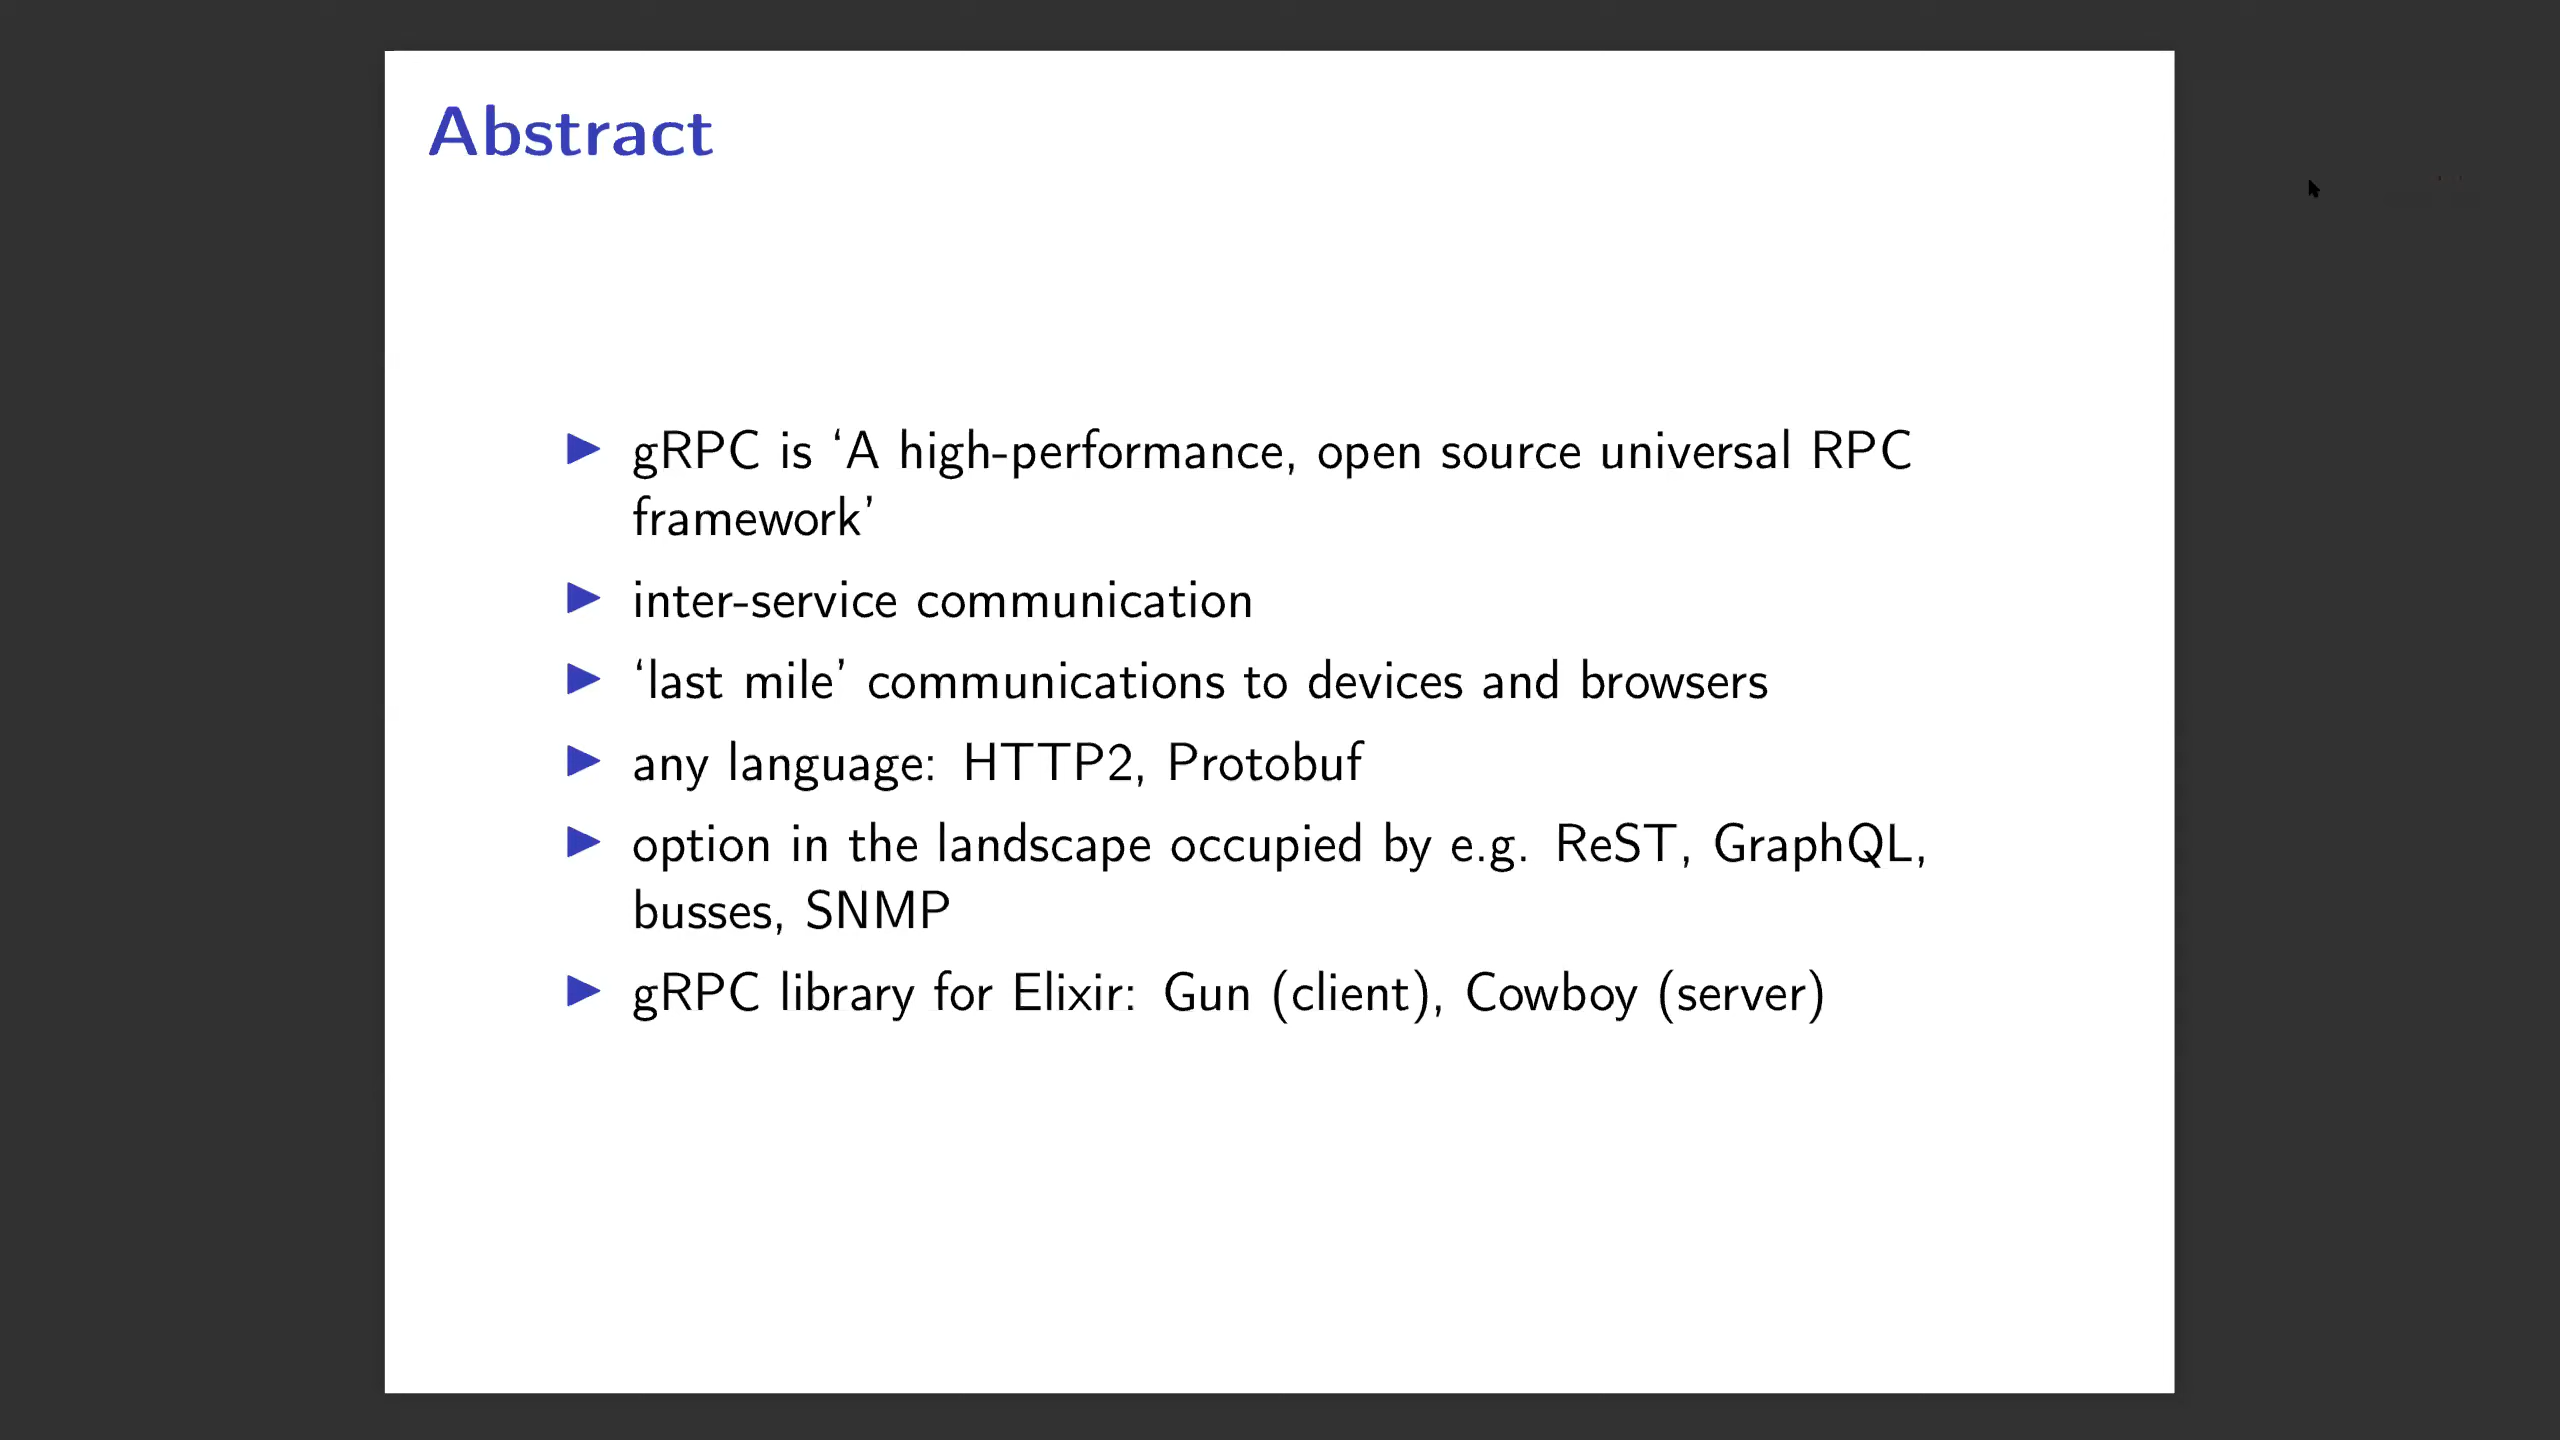 Abstract
gRPC is ‘A high-performance, open source universal RPC
framework’
inter-service communication
‘last mile’ communications to devices and browsers
any language: HTTP2, Protobuf
option in the landscape occupied by e.g. ReST, GraphQL,
busses, SNMP
gRPC library for Elixir: Gun (client), Cowboy (server)